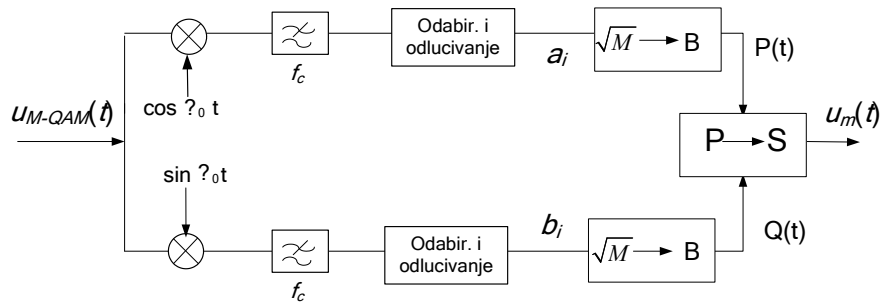 u_M-QAM(t)
cos ?₀ t
f_c
Odabir. i
odlucivanje
a_i
√M → B
P(t)
P → S
u_m(t)
sin ?₀t
f_c
Odabir. i
odlucivanje
b_i
√M → B
Q(t)